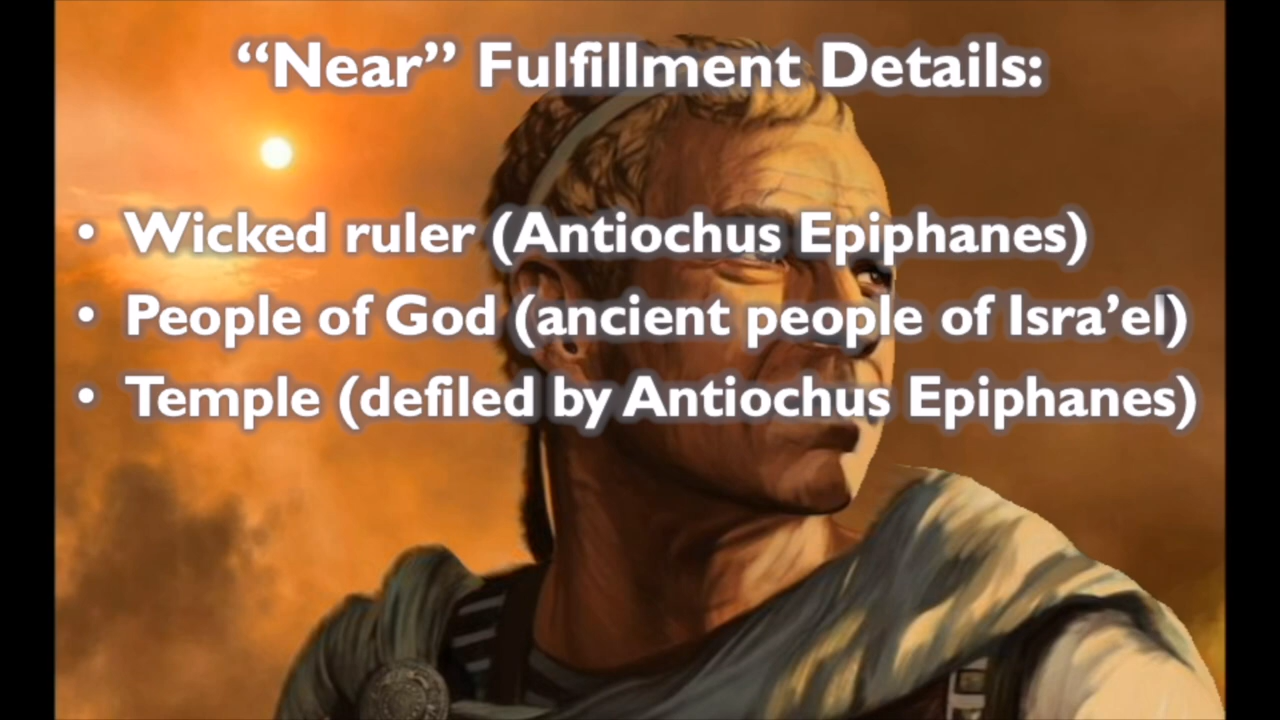 “Near” Fulfillment Details:
• Wicked ruler (Antiochus Epiphanes)
• People of God (ancient people of Isra’el)
• Temple (defiled by Antiochus Epiphanes)